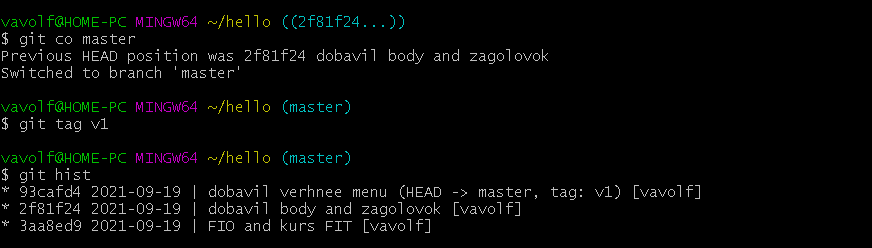 vavolf@HOME-PC MINGW64 ~/hello ((2f81f24...))
$ git co master
Previous HEAD position was 2f81f24 dobavil body and zagolovok
Switched to branch 'master'
vavolf@HOME-PC MINGW64 ~/hello (master)
$ git tag v1
vavolf@HOME-PC MINGW64 ~/hello (master)
$ git hist
* 93cafd4 2021-09-19 | dobavil verhnee menu (HEAD -> master, tag: v1) [vavolf]
* 2f81f24 2021-09-19 | dobavil body and zagolovok [vavolf]
* 3aa8ed9 2021-09-19 | FIO and kurs FIT [vavolf]